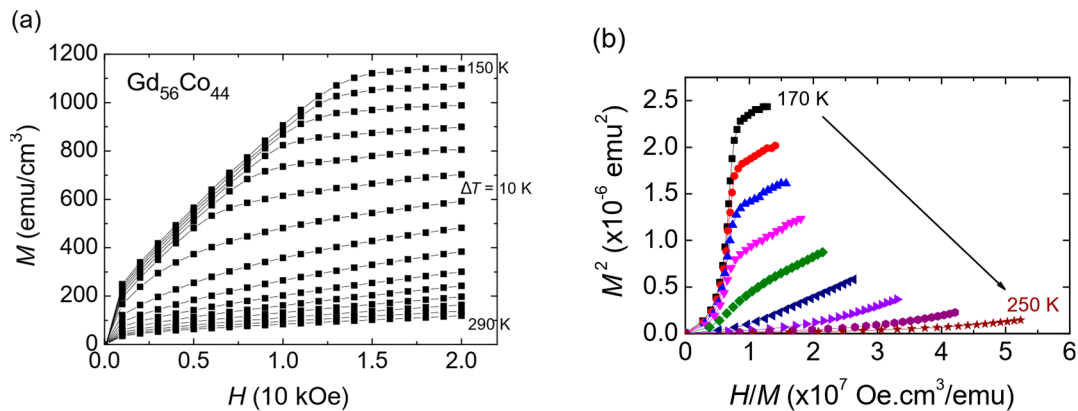 (a)
1200
1000
800
600
400
200
0
0.0 0.5 1.0 1.5 2.0
M (emu/cm³)
H (10 kOe)
Gd₅₆Co₄₄
150 K
ΔT = 10 K
290 K
(b)
2.5
2.0
1.5
1.0
0.5
0.0
0 1 2 3 4 5 6
M² (x10⁻⁶ emu²)
H/M (x10⁷ Oe.cm³/emu)
170 K
250 K